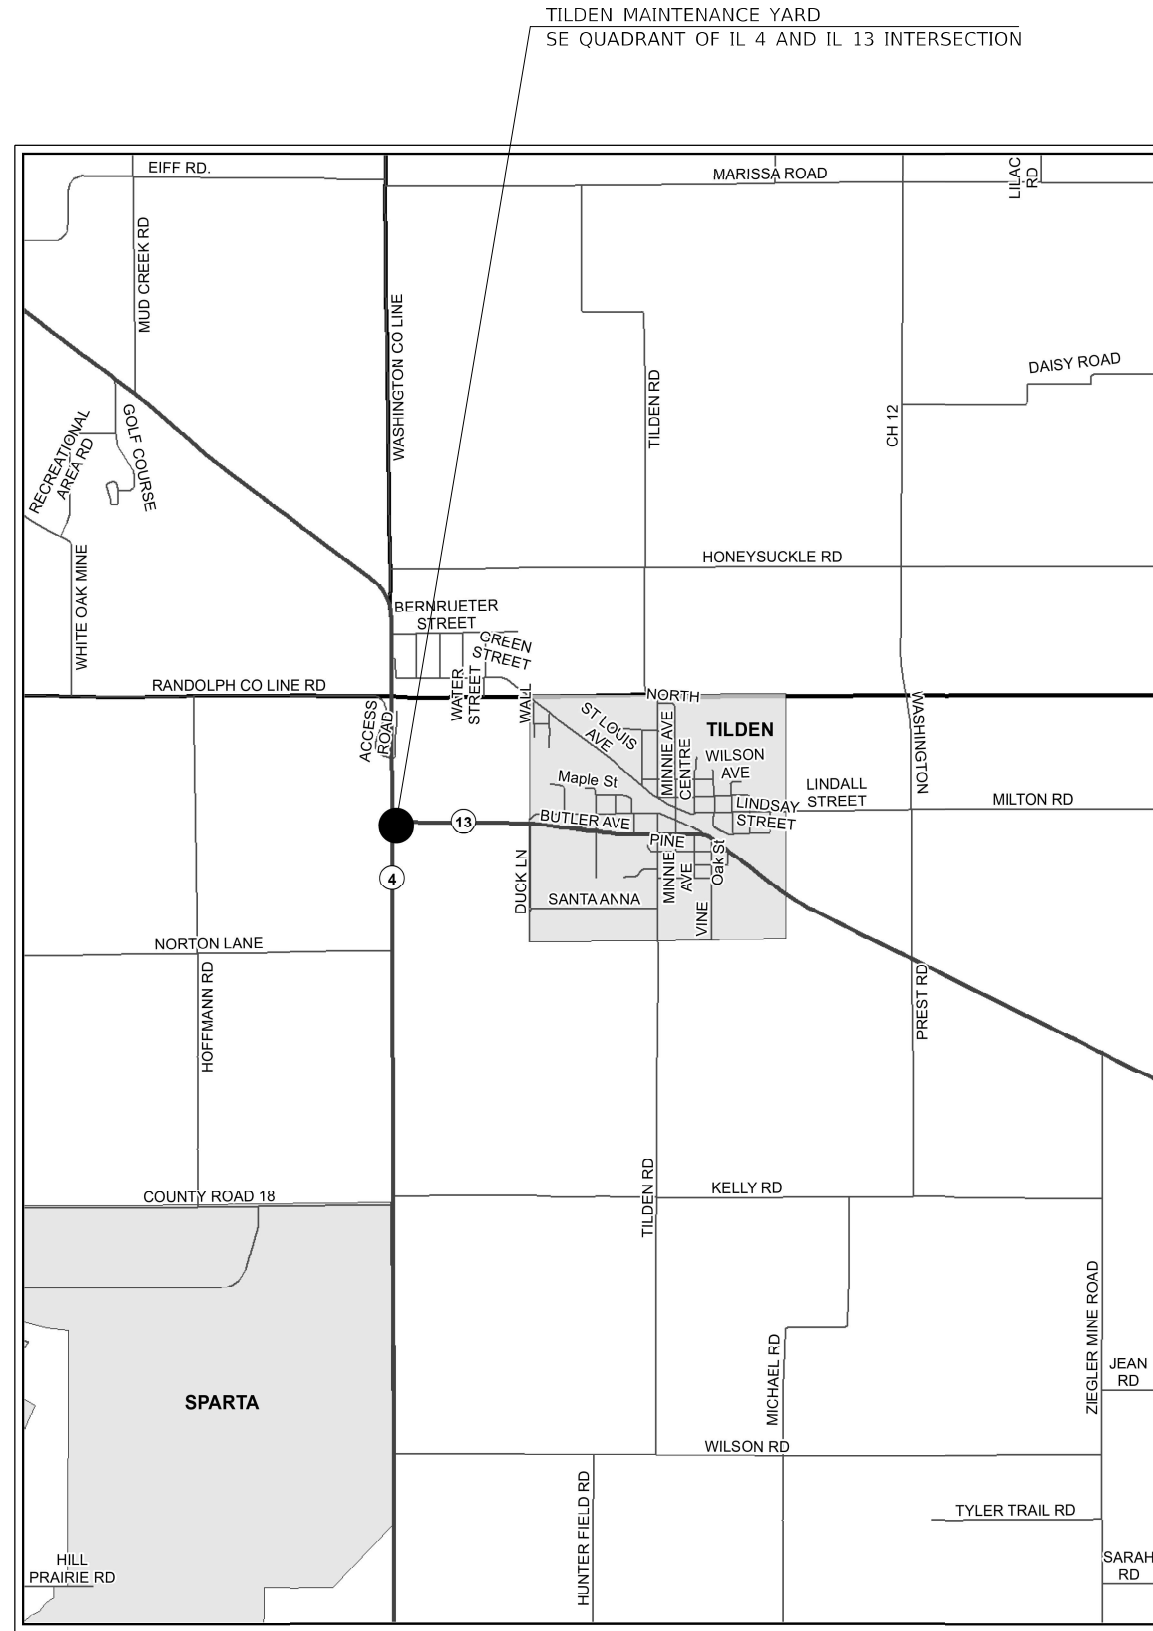 TILDEN MAINTENANCE YARD
SE QUADRANT OF IL 4 AND IL 13 INTERSECTION
EIFF RD.
MARISSA ROAD
LILAC
RD
MUD CREEK RD
WASHINGTON CO LINE
TILDEN RD
CH 12
DAISY ROAD
RECREATIONAL
AREA RD
GOLF COURSE
WHITE OAK MINE
HONEYSUCKLE RD
BERNRUETER
STREET
GREEN
STREET
RANDOLPH CO LINE RD
WATER
STREET
WALL
NORTH
ACCESS
ROAD
ST LOUIS
AVE
MINNIE AVE
CENTRE
TILDEN
WILSON
AVE
WASHINGTON
Maple St
LINDALL
STREET
LINDSAY
STREET
MILTON RD
13
BUTLER AVE
PINE
4
DUCK LN
MINNIE
AVE
Oak St
SANTA ANNA
VINE
NORTON LANE
HOFFMANN RD
PREST RD
TILDEN RD
COUNTY ROAD 18
KELLY RD
ZIEGLER MINE ROAD
MICHAEL RD
JEAN
RD
SPARTA
WILSON RD
HUNTER FIELD RD
TYLER TRAIL RD
HILL
PRAIRIE RD
SARAH
RD